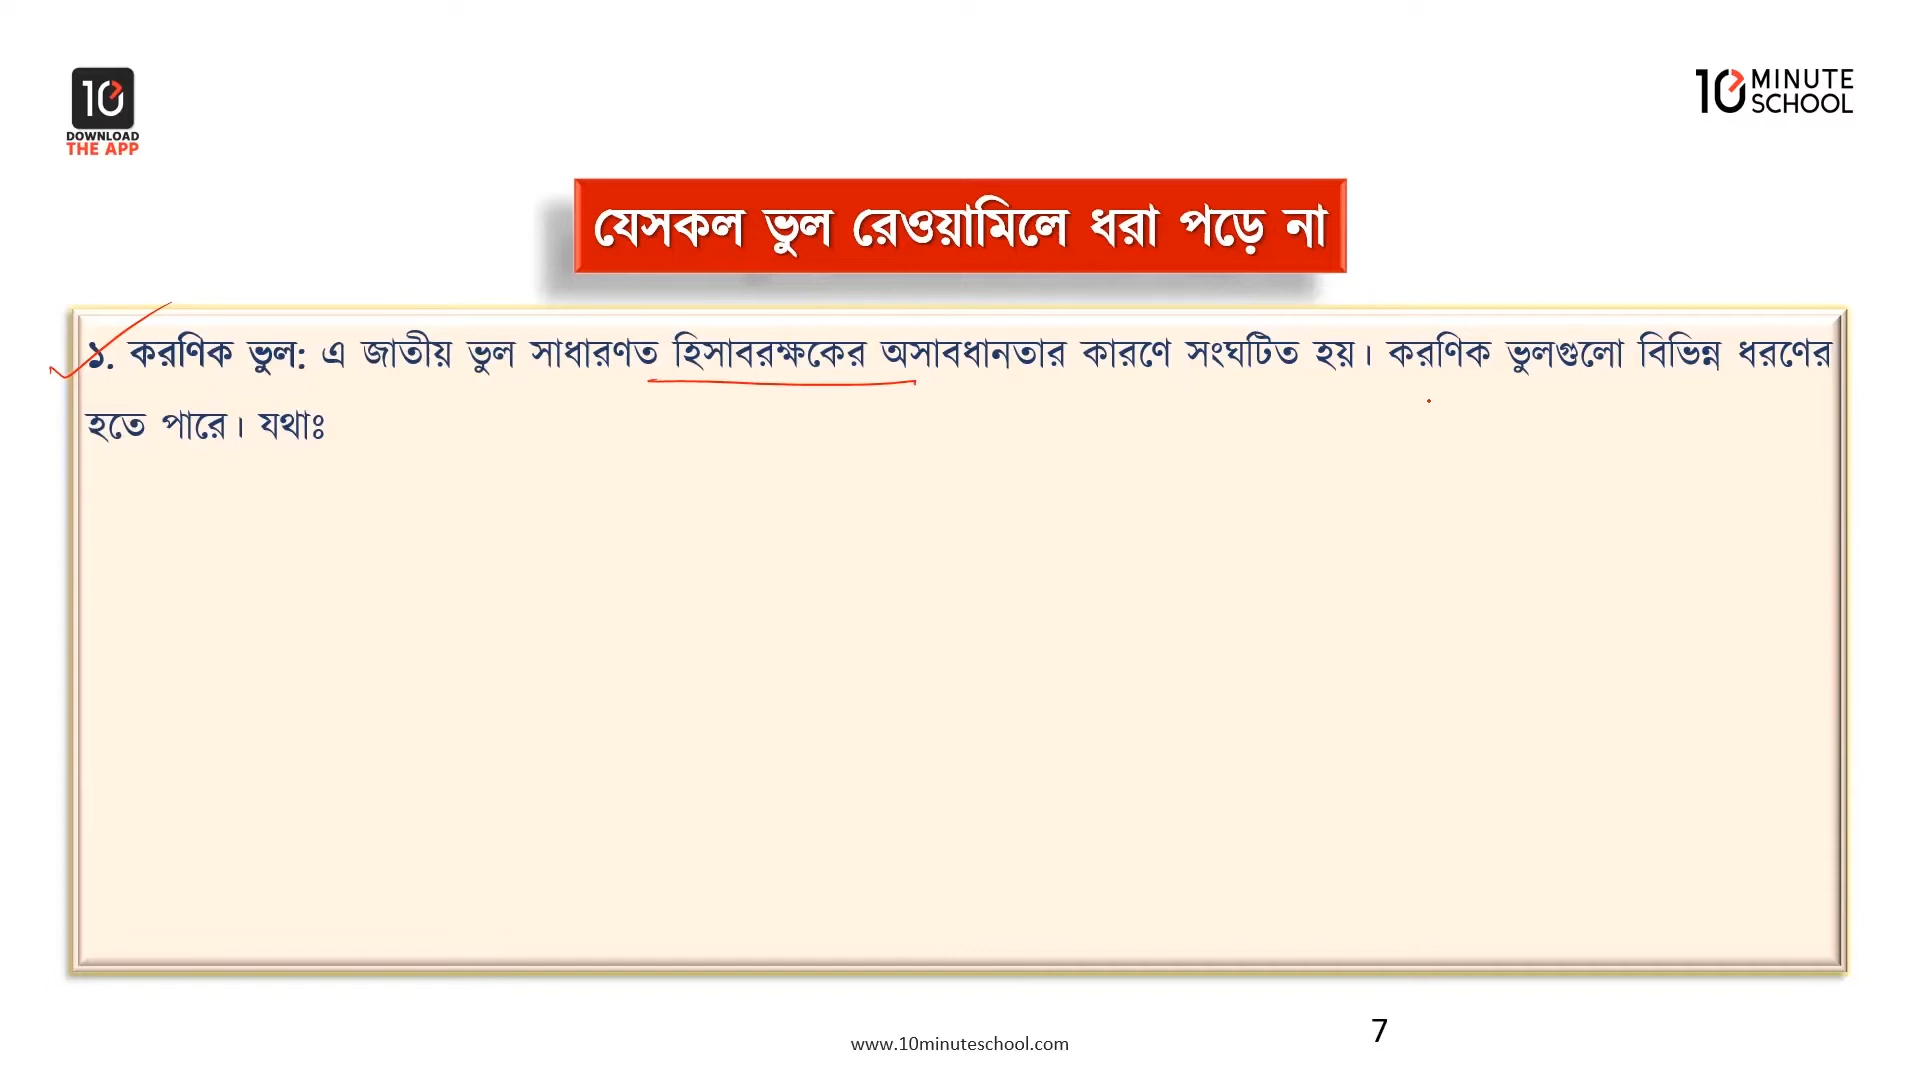 10
DOWNLOAD
THE APP
10 MINUTE
SCHOOL
যেসকল ভুল রেওয়ামিলে ধরা পড়ে না
১. করণিক ভুল: এ জাতীয় ভুল সাধারণত হিসাবরক্ষকের অসাবধানতার কারণে সংঘটিত হয়। করণিক ভুলগুলো বিভিন্ন ধরণের
হতে পারে। যথাঃ
www.10minuteschool.com
7